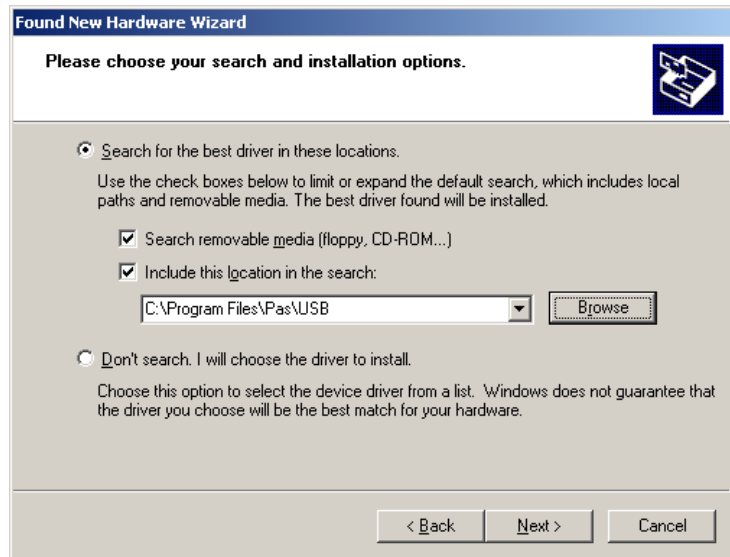 Found New Hardware Wizard
Please choose your search and installation options.
Search for the best driver in these locations.
Use the check boxes below to limit or expand the default search, which includes local
paths and removable media. The best driver found will be installed.
Search removable media (floppy, CD-ROM...)
Include this location in the search:
C:\Program Files\Pas\USB
Browse
Don't search. I will choose the driver to install.
Choose this option to select the device driver from a list. Windows does not guarantee that
the driver you choose will be the best match for your hardware.
< Back Next > Cancel